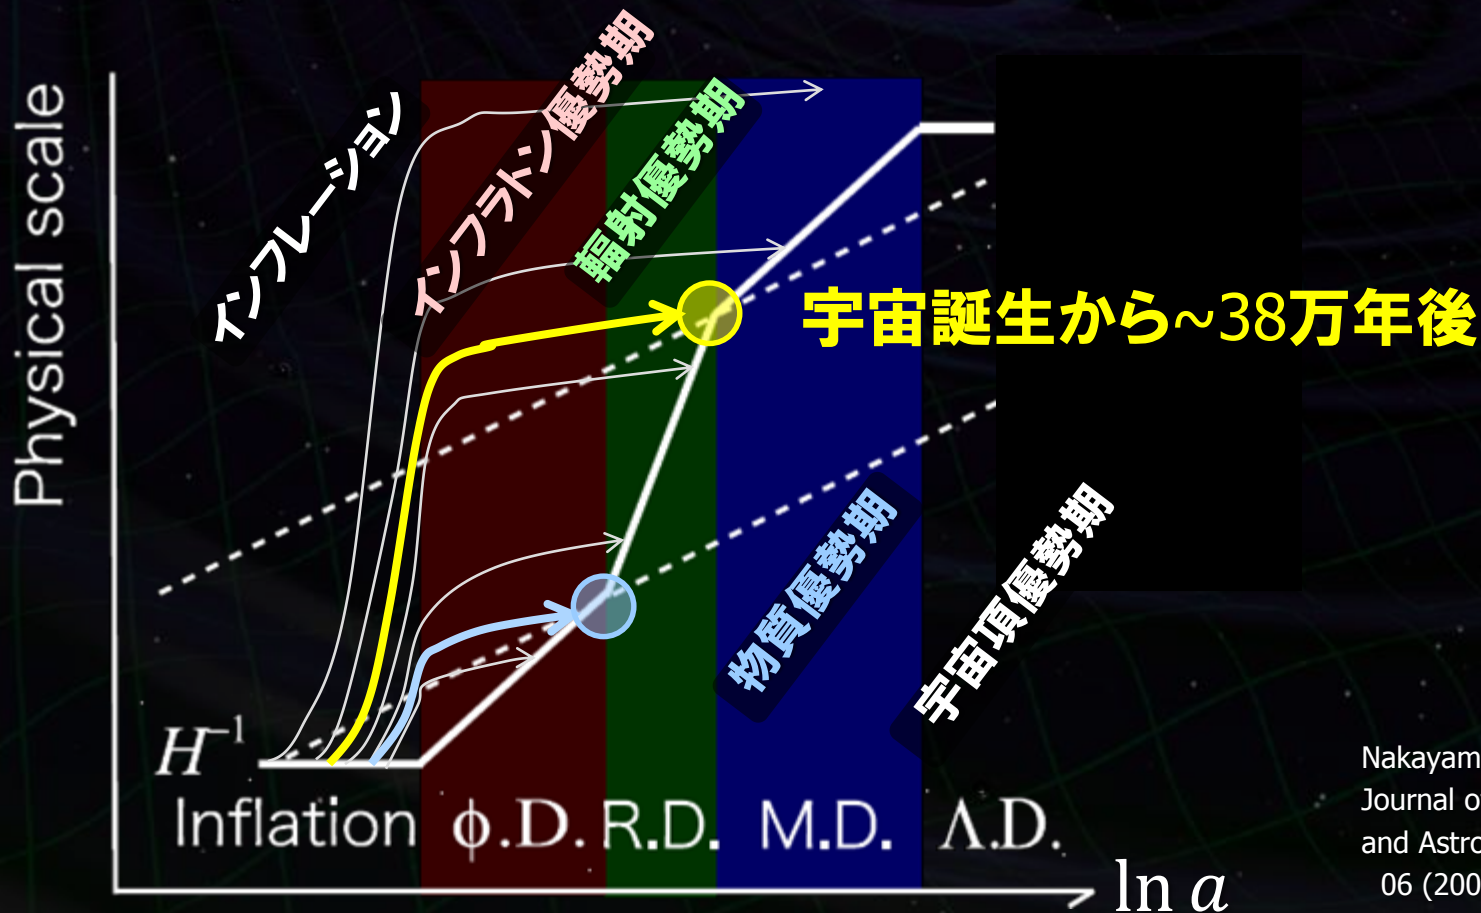 Physical scale
インフレーション
インフラトン優勢期
輻射優勢期
宇宙誕生から~38万年後
物質優勢期
宇宙項優勢期
H⁻¹
Inflation φ.D. R.D. M.D. Λ.D.
ln a
Nakayam
Journal o
and Astro
06 (200